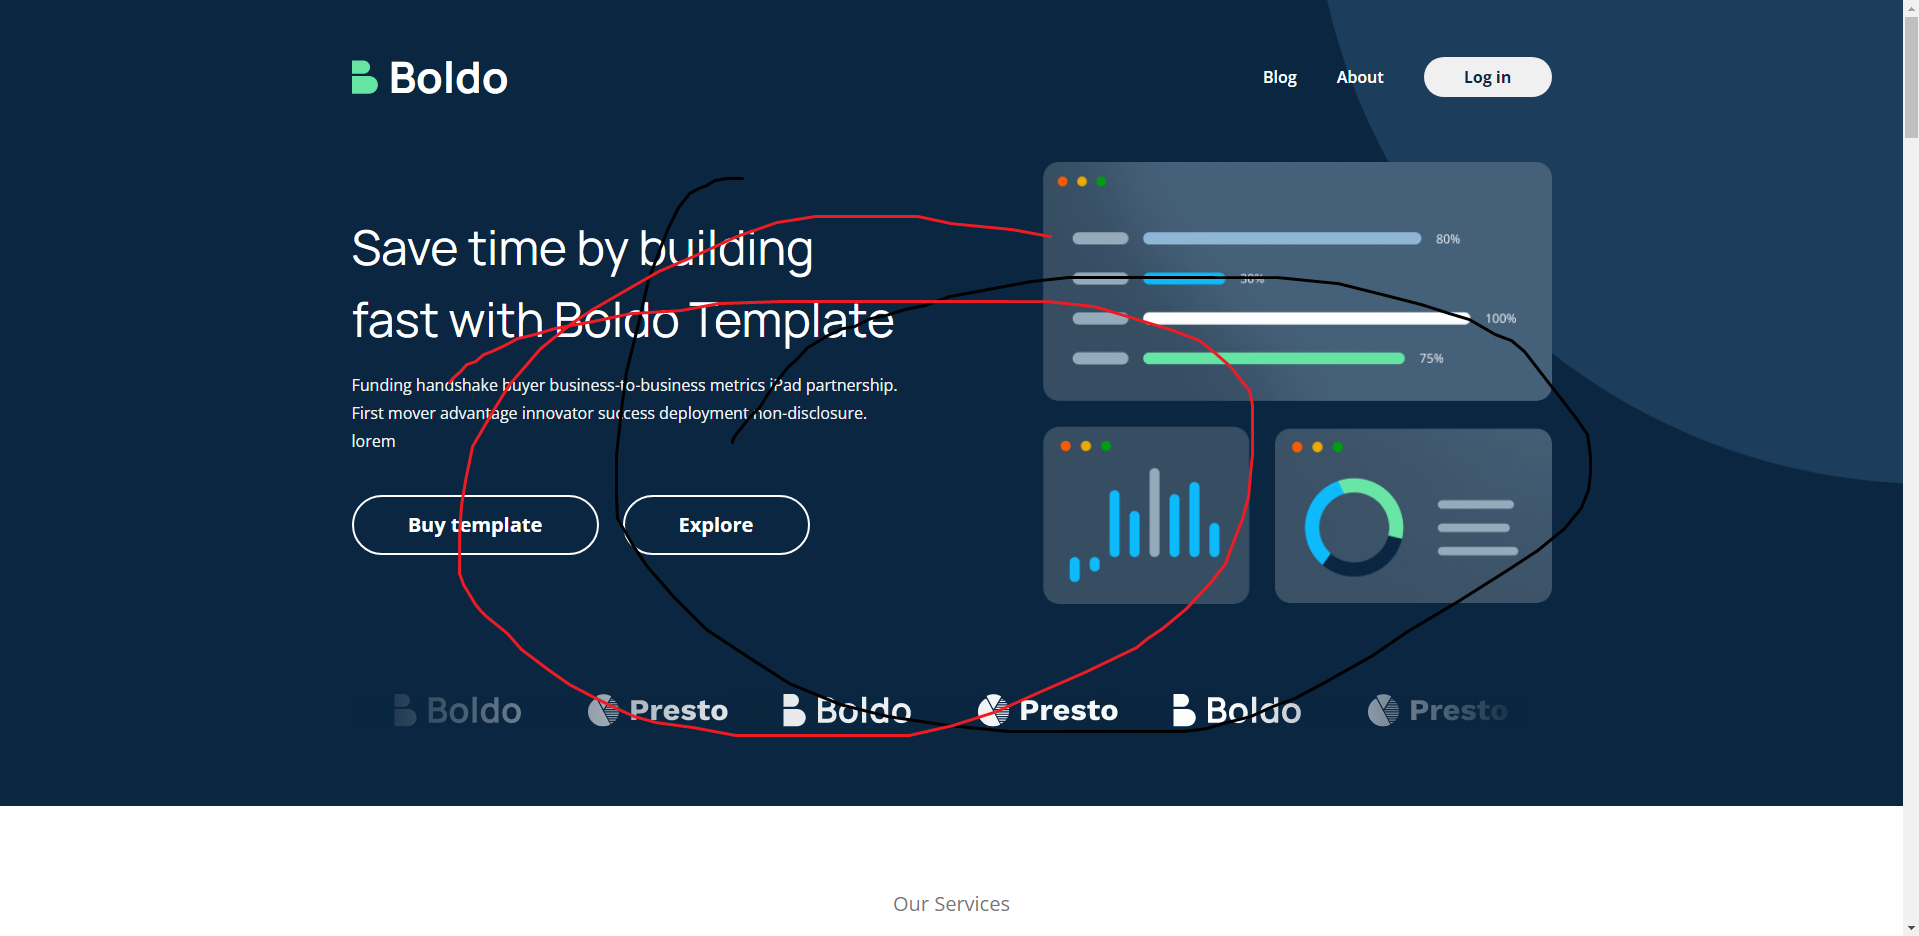 Boldo
Blog About Log in
Save time by building
fast with Boldo Template
Funding handshake buyer business-to-business metrics iPad partnership.
First mover advantage innovator success deployment non-disclosure.
lorem
Buy template Explore
80%
30%
100%
75%
Boldo Presto Boldo Presto Boldo Presto
Our Services